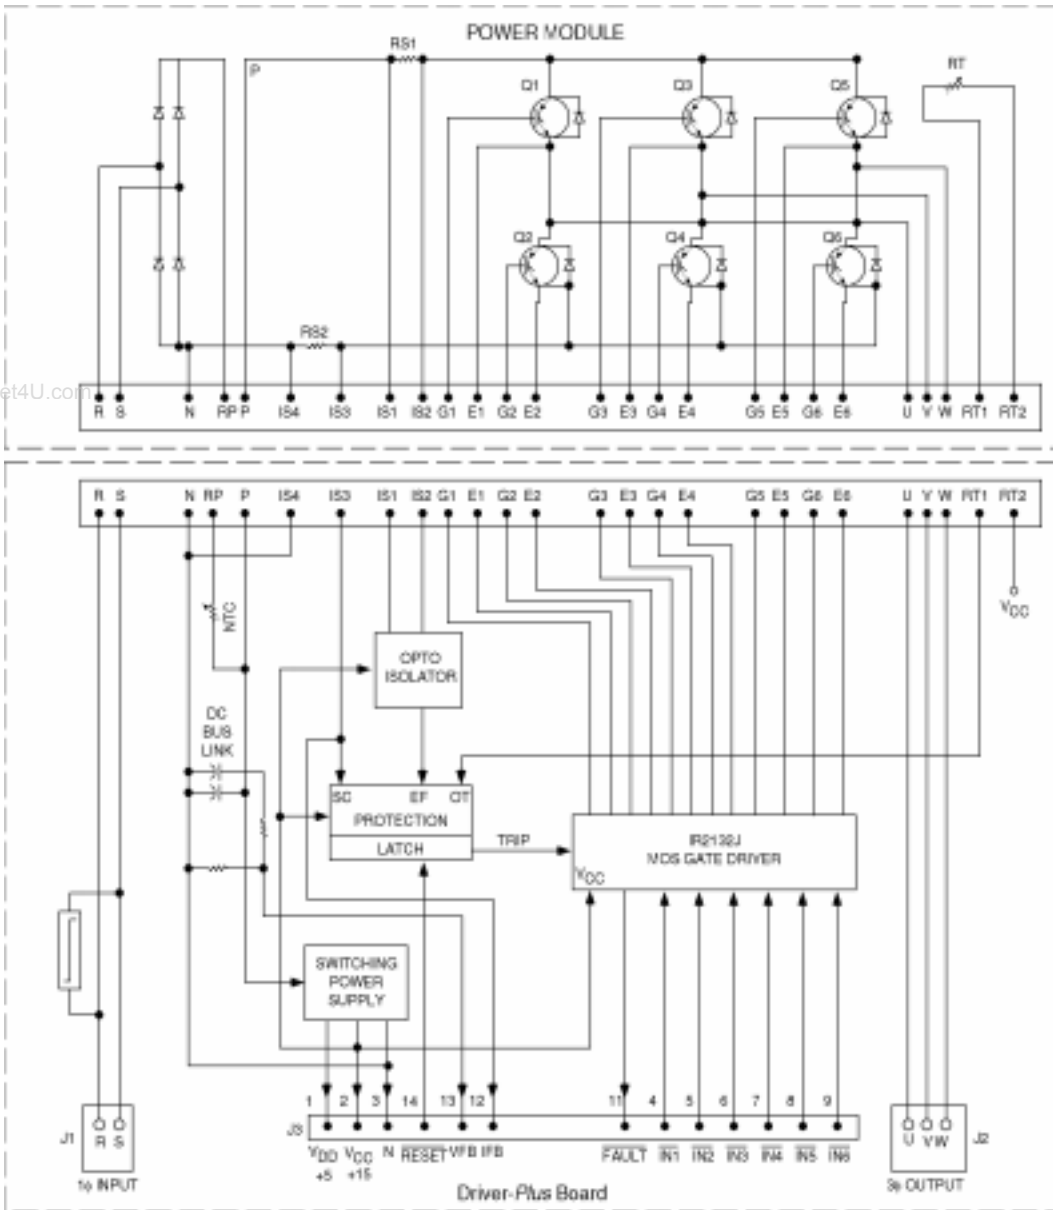 POWER MODULE
RS1
P
Q1
Q3
Q5
RT
Q2
Q4
Q6
RS2
et4U.com
R S N RP P IS4 IS3 IS1 IS2 G1 E1 G2 E2 G3 E3 G4 E4 G5 E5 G6 E6 U V W RT1 RT2
R S N RP P IS4 IS3 IS1 IS2 G1 E1 G2 E2 G3 E3 G4 E4 G5 E5 G6 E6 U V W RT1 RT2
NTC
VCC
OPTO
ISOLATOR
DC
BUS
LINK
SC EF OT
PROTECTION
LATCH
TRIP
IR2132J
MOS GATE DRIVER
VCC
SWITCHING
POWER
SUPPLY
1 2 3 14 13 12 11 4 5 6 7 8 9
J1
R S
J3
U V W
J2
VDD VCC N RESET VFB IFB FAULT IN1 IN2 IN3 IN4 IN5 IN6
+5 +15
1φ INPUT
3φ OUTPUT
Driver-Plus Board